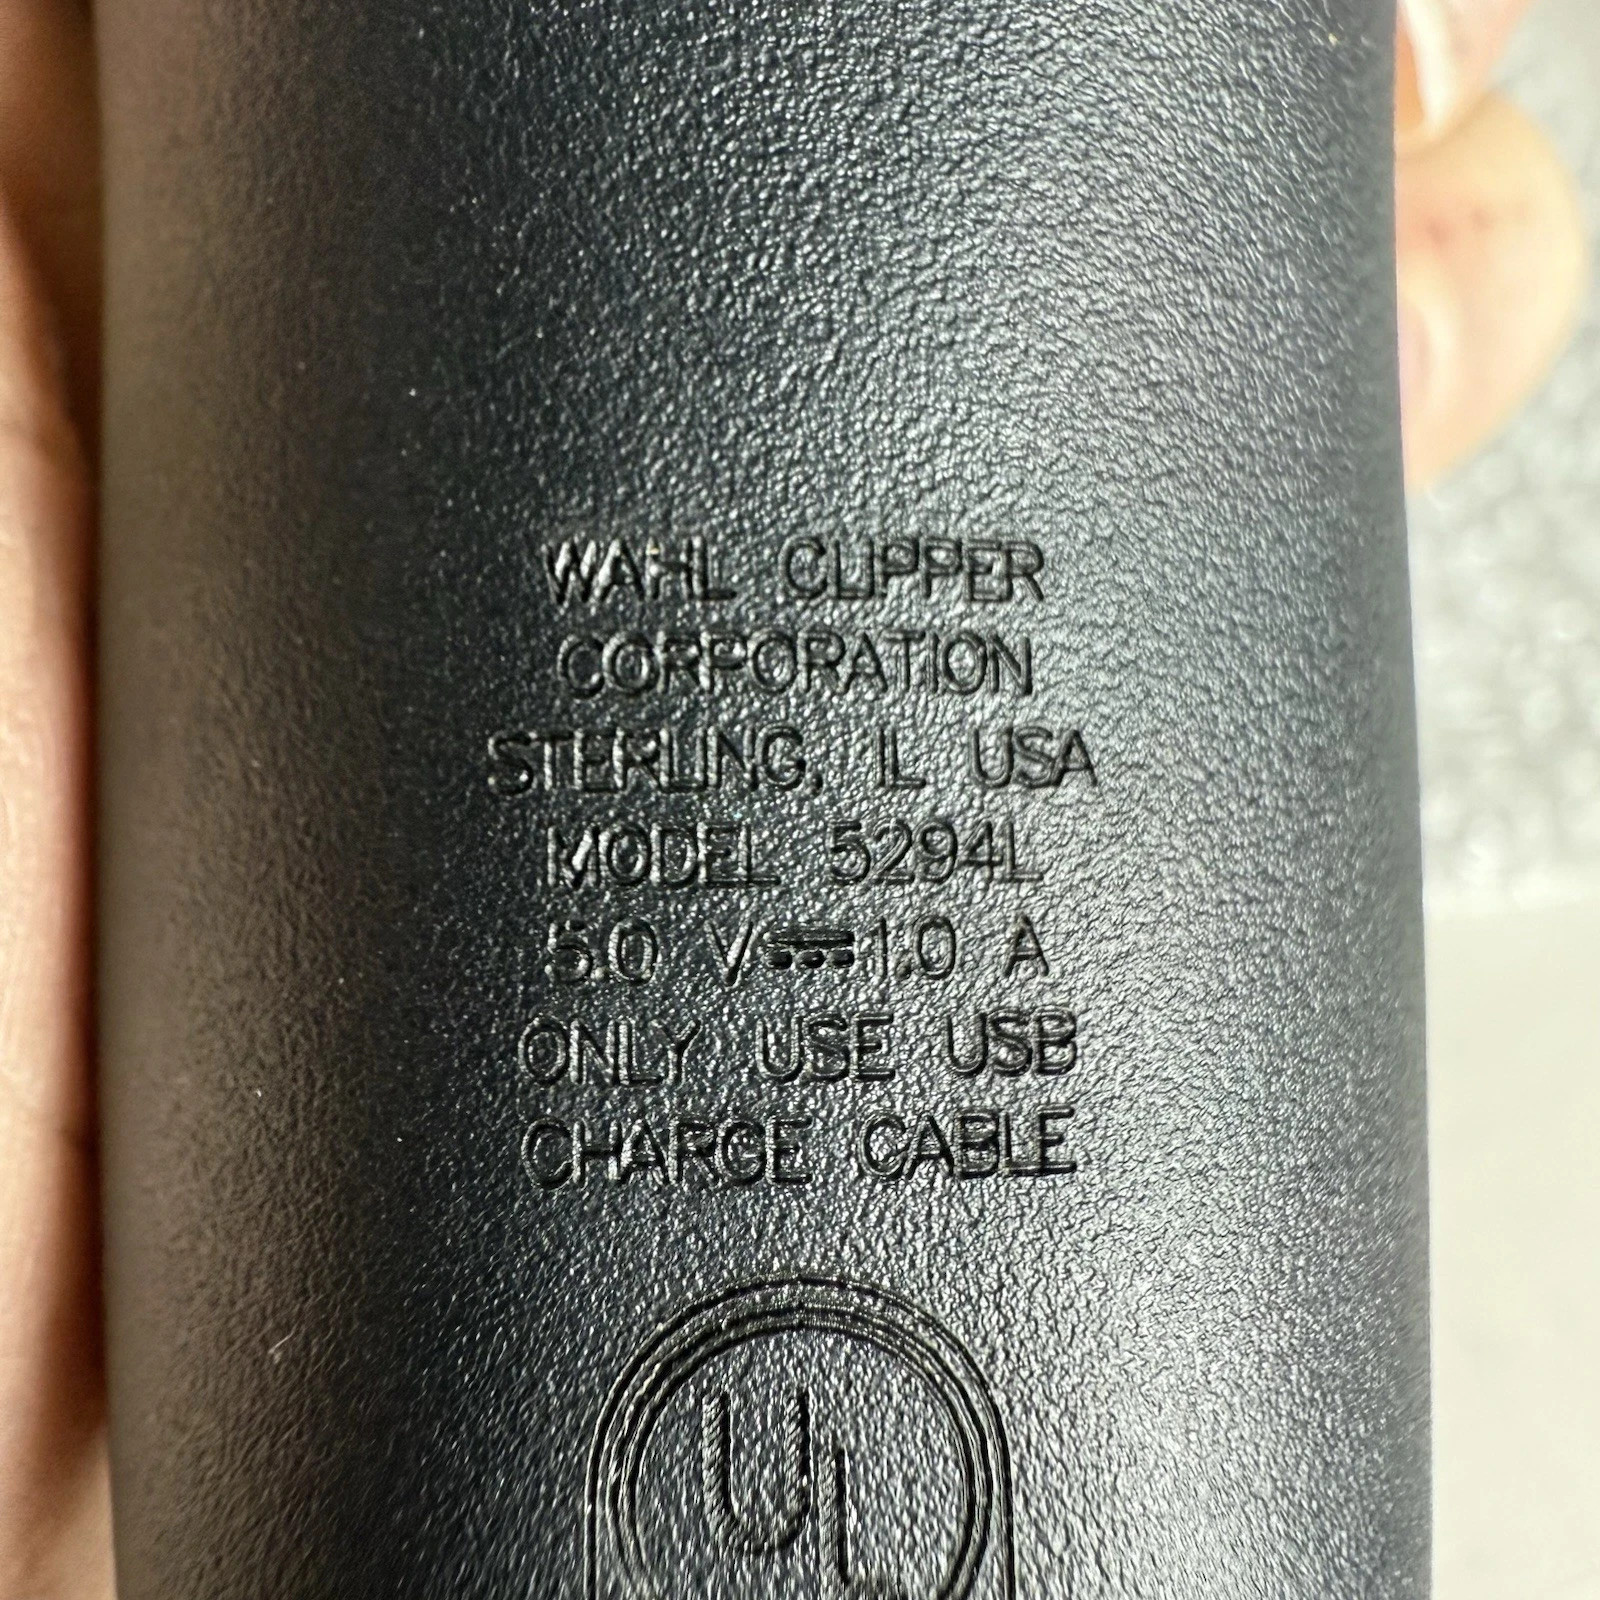 WAHL CLIPPER
CORPORATION
STERLING, IL USA
MODEL 5294L
5.0 V⎓1.0 A
ONLY USE USB
CHARGE CABLE
UL